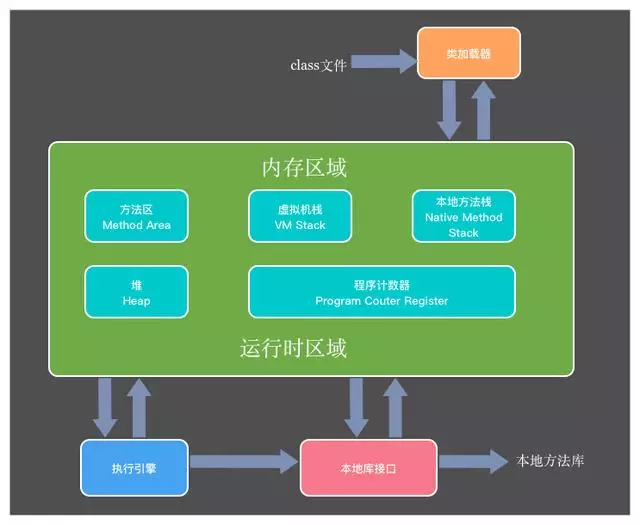 class文件
类加载器
内存区域
方法区
Method Area
虚拟机栈
VM Stack
本地方法栈
Native Method
Stack
堆
Heap
程序计数器
Program Couter Register
运行时区域
执行引擎
本地库接口
本地方法库